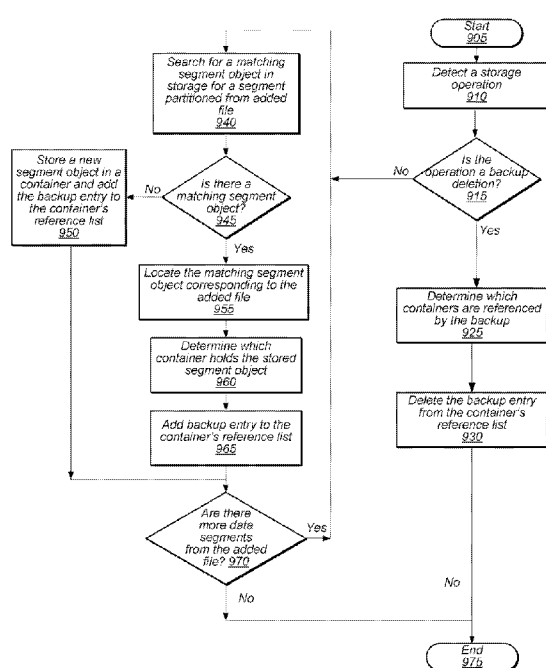 Start
905
Detect a storage
operation
910
Is the
operation a backup
deletion?
915
No
Yes
Determine which
containers are referenced
by the backup
925
Delete the backup entry
from the container's
reference list
930
Search for a matching
segment object in
storage for a segment
partitioned from added
file
940
Is there a
matching segment
object?
945
No
Yes
Store a new
segment object in a
container and add
the backup entry to
the container's
reference list
950
Locate the matching segment
object corresponding to the
added file
955
Determine which
container holds the stored
segment object
960
Add backup entry to the
container's reference list
965
Are there
more data
segments
from the added
file? 970
Yes
No
No
End
975